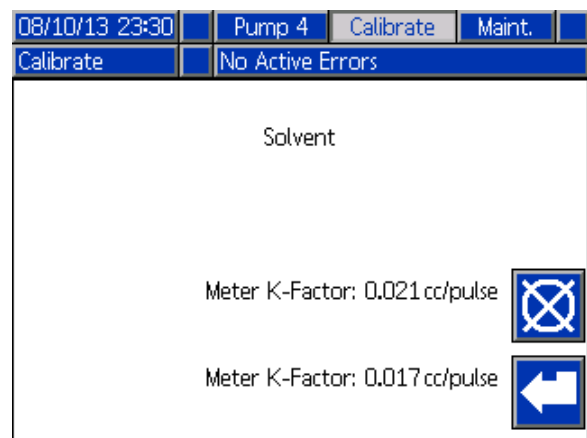 08/10/13 23:30 Pump 4 Calibrate Maint.
Calibrate No Active Errors
Solvent
Meter K-Factor: 0.021 cc/pulse
Meter K-Factor: 0.017 cc/pulse